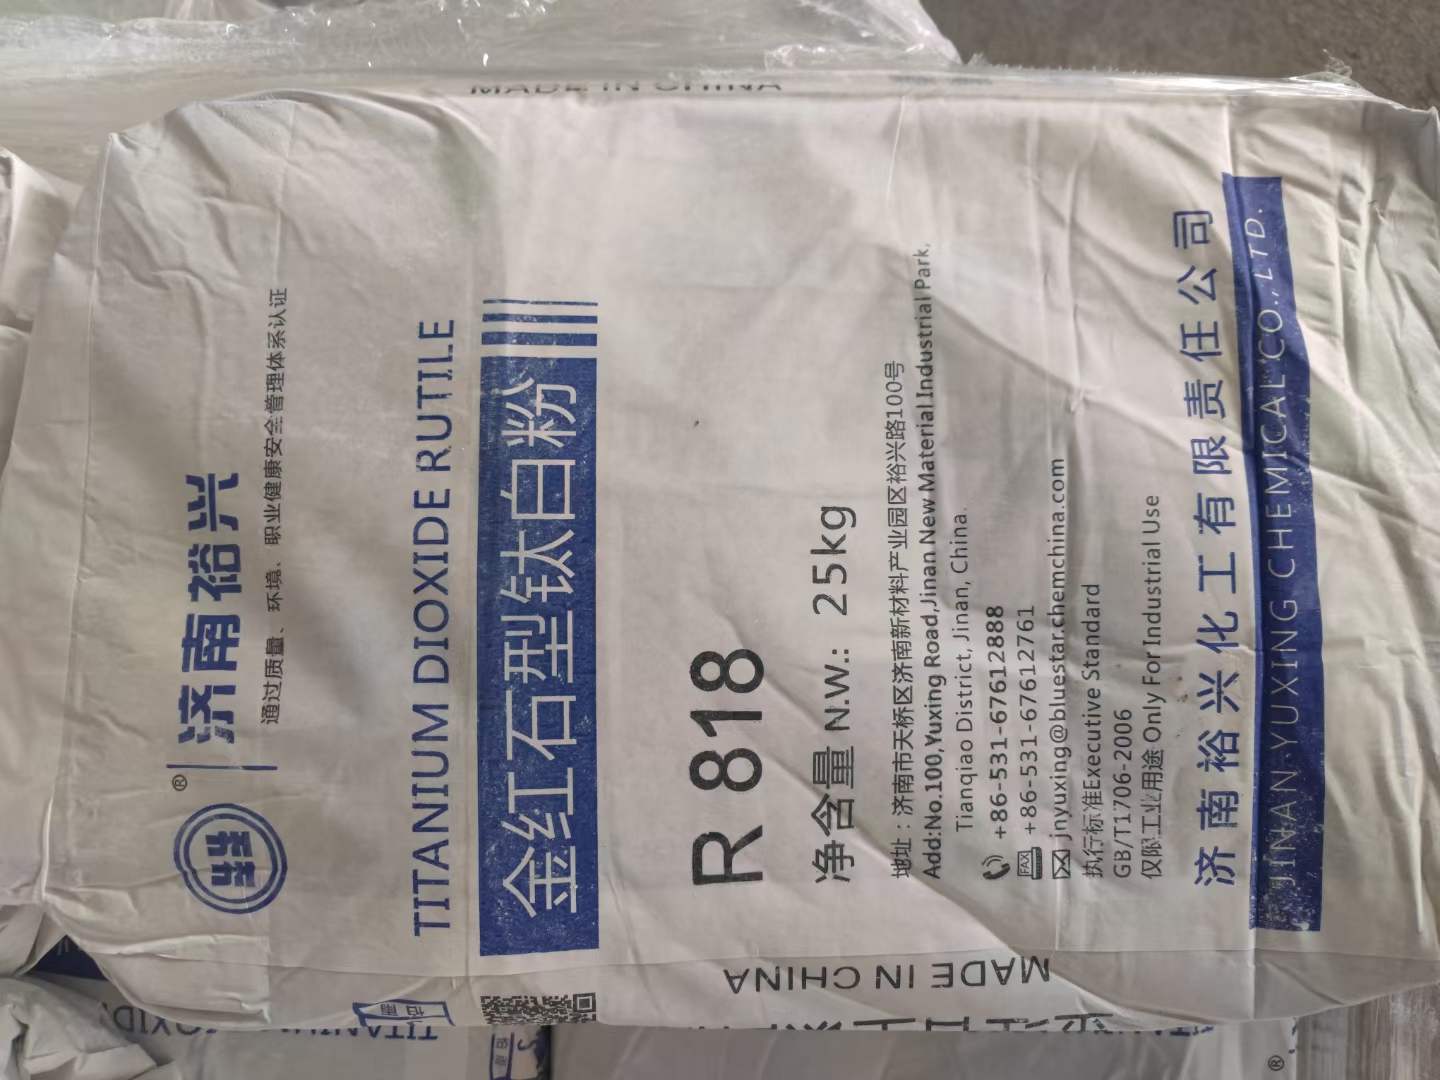 MADE IN CHINA
®
济南裕兴
通过质量、环境、职业健康安全管理体系认证
TITANIUM DIOXIDE RUTILE
金红石型钛白粉
R 818
净含量 N.W.: 25kg
地址：济南市天桥区济南新材料产业园区裕兴路100号
Add:No.100,Yuxing Road,Jinan New Material Industrial Park,
Tianqiao District, Jinan, China.
+86-531-67612888
FAX +86-531-67612761
jnyuxing@bluestar.chemchina.com
执行标准Executive Standard
GB/T1706-2006
仅限工业用途 Only For Industrial Use
济南裕兴化工有限责任公司
JINAN YUXING CHEMICAL CO., LTD.
MADE IN CHINA
®